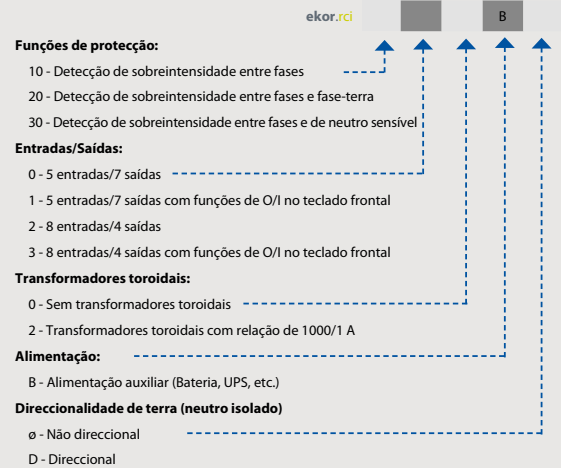 ekor.rci B
Funções de protecção:
10 - Detecção de sobreintensidade entre fases
20 - Detecção de sobreintensidade entre fases e fase-terra
30 - Detecção de sobreintensidade entre fases e de neutro sensível
Entradas/Saídas:
0 - 5 entradas/7 saídas
1 - 5 entradas/7 saídas com funções de O/I no teclado frontal
2 - 8 entradas/4 saídas
3 - 8 entradas/4 saídas com funções de O/I no teclado frontal
Transformadores toroidais:
0 - Sem transformadores toroidais
2 - Transformadores toroidais com relação de 1000/1 A
Alimentação:
B - Alimentação auxiliar (Bateria, UPS, etc.)
Direccionalidade de terra (neutro isolado)
ø - Não direccional
D - Direccional